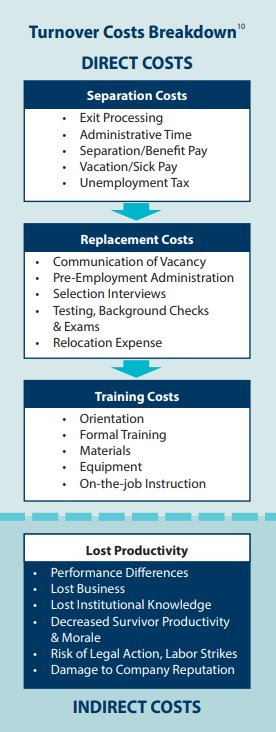 Turnover Costs Breakdown10
DIRECT COSTS
Separation Costs
• Exit Processing
• Administrative Time
• Separation/Benefit Pay
• Vacation/Sick Pay
• Unemployment Tax
Replacement Costs
• Communication of Vacancy
• Pre-Employment Administration
• Selection Interviews
• Testing, Background Checks
& Exams
• Relocation Expense
Training Costs
• Orientation
• Formal Training
• Materials
• Equipment
• On-the-job Instruction
Lost Productivity
• Performance Differences
• Lost Business
• Lost Institutional Knowledge
• Decreased Survivor Productivity
& Morale
• Risk of Legal Action, Labor Strikes
• Damage to Company Reputation
INDIRECT COSTS